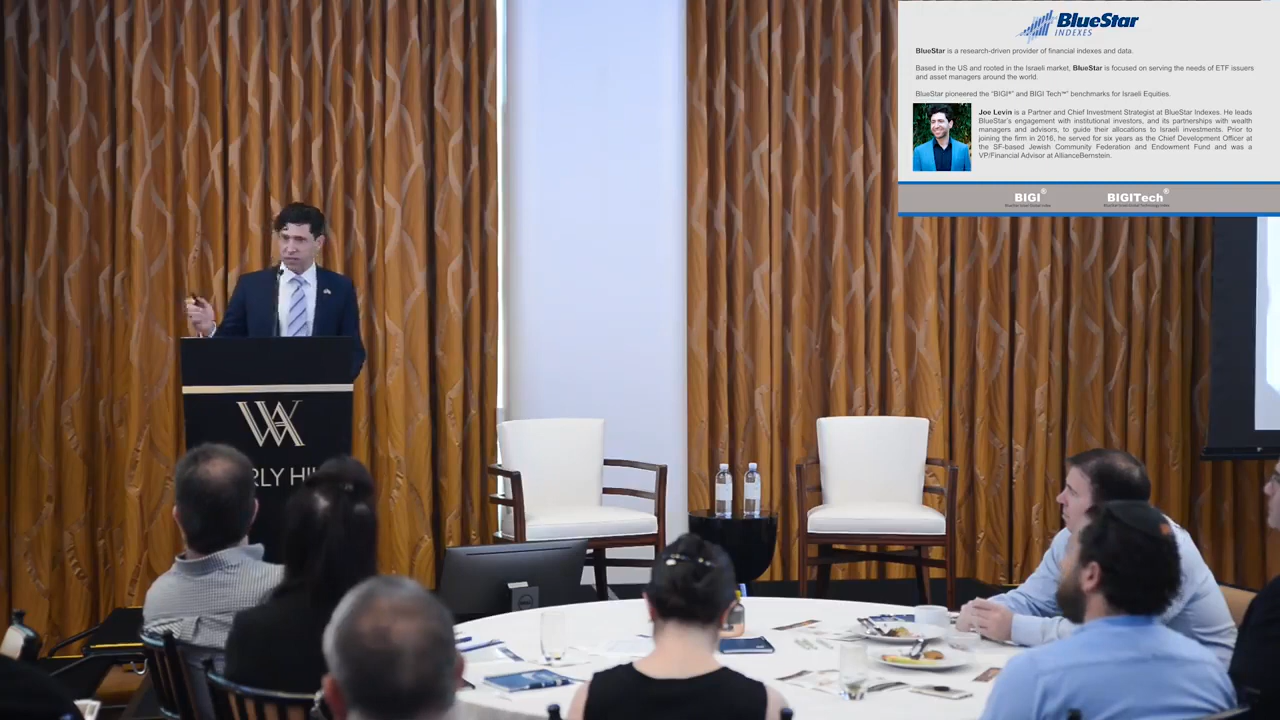 BlueStar
INDEXES
BlueStar is a research-driven provider of financial indexes and data.
Based in the US and rooted in the Israeli market, BlueStar is focused on serving the needs of ETF issuers
and asset managers around the world.
BlueStar pioneered the "BIGI®" and BIGI Tech™" benchmarks for Israeli Equities.
Joe Levin is a Partner and Chief Investment Strategist at BlueStar Indexes. He leads
BlueStar's engagement with institutional investors, and its partnerships with wealth
managers and advisors, to guide their allocations to Israeli investments. Prior to
joining the firm in 2016, he served for six years as the Chief Development Officer at
the SF-based Jewish Community Federation and Endowment Fund and was a
VP/Financial Advisor at AllianceBernstein.
BIGI®
BIGITech®
WA
RLY HI